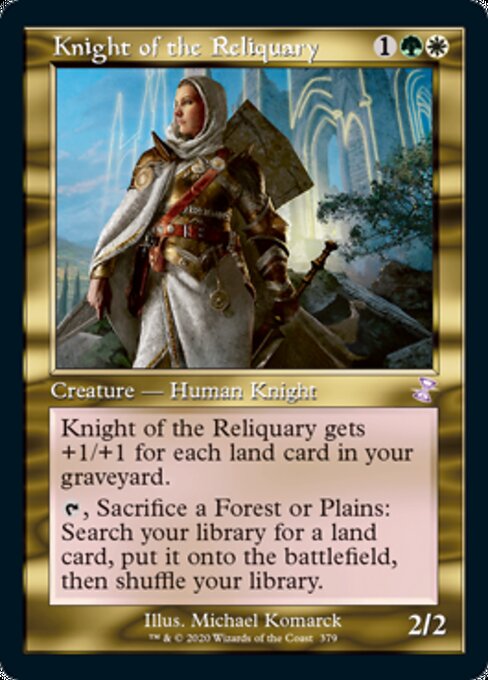 Knight of the Reliquary 1
Creature — Human Knight
Knight of the Reliquary gets
+1/+1 for each land card in your
graveyard.
, Sacrifice a Forest or Plains:
Search your library for a land
card, put it onto the battlefield,
then shuffle your library.
Illus. Michael Komarck
™ & © 2020 Wizards of the Coast 379
2/2